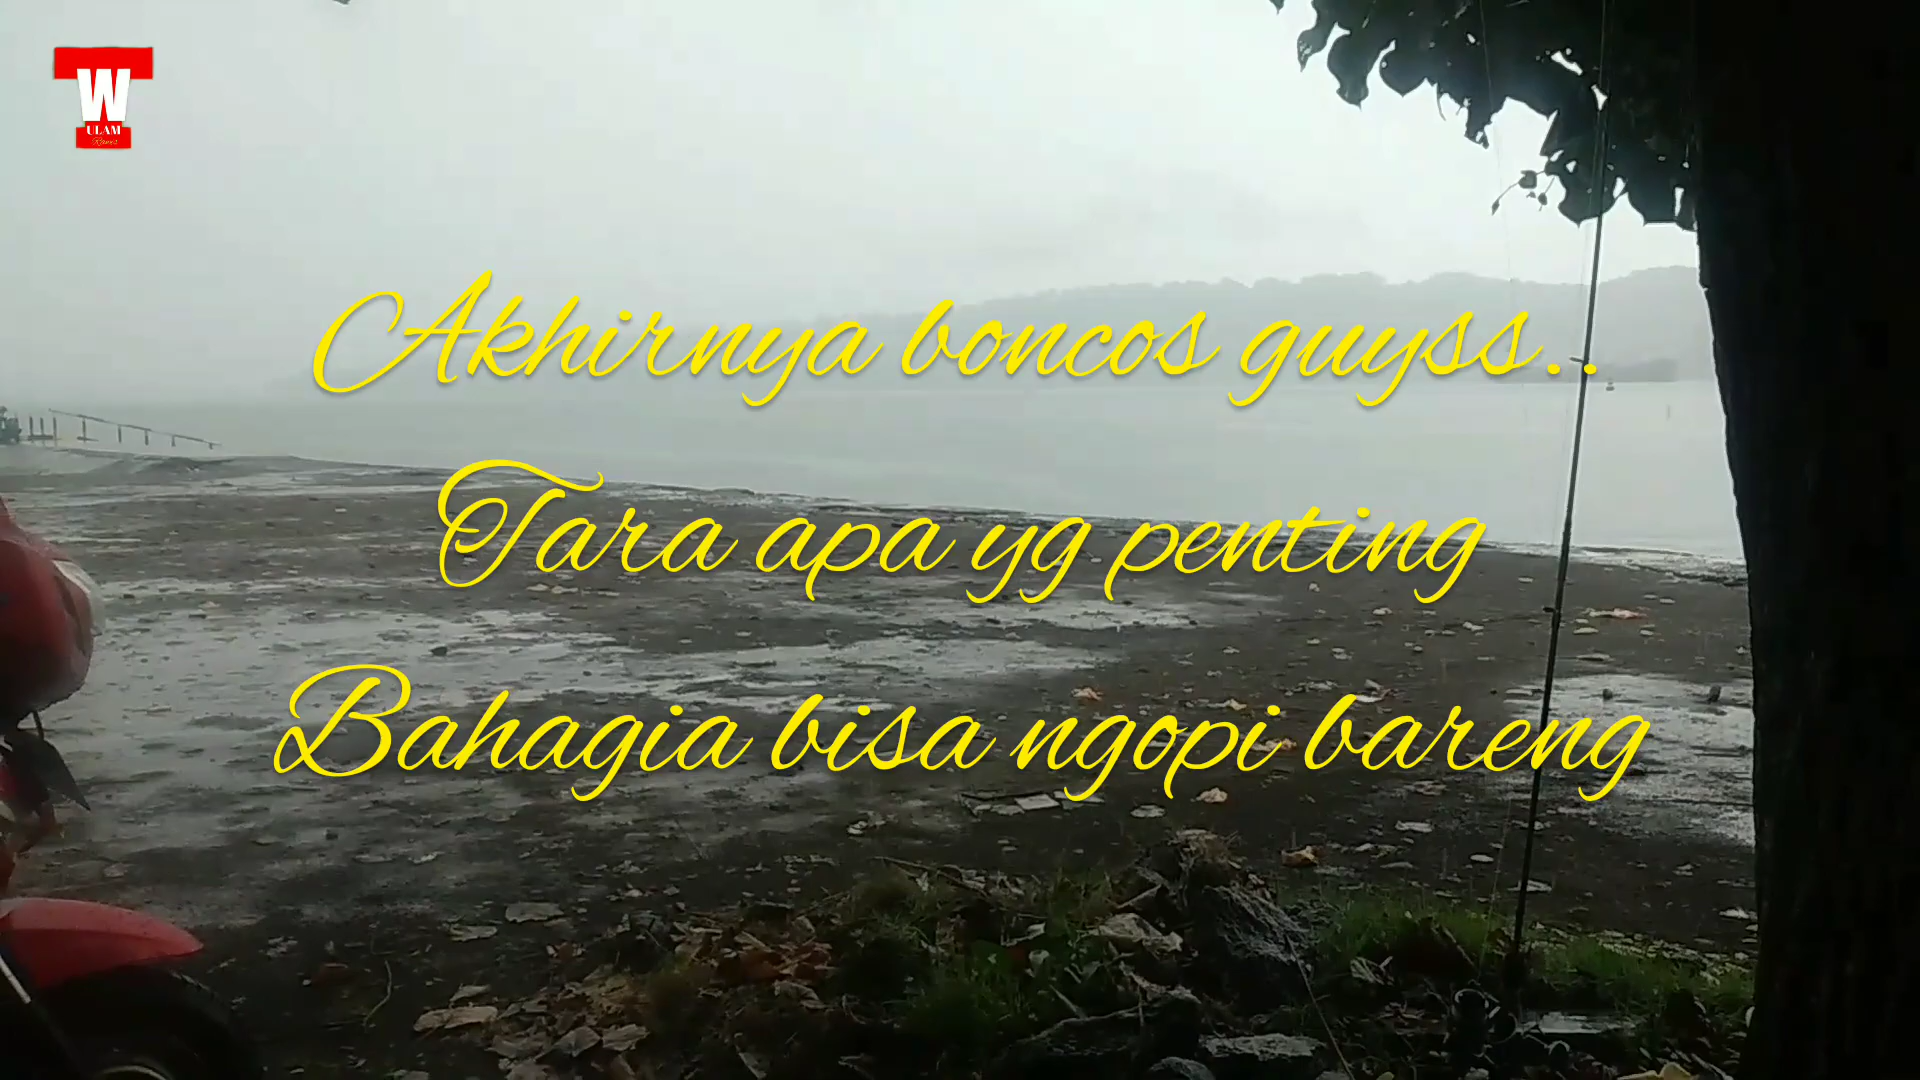 W
ULAM
Akhirnya boncos guyss..
Tara apa yg penting
Bahagia bisa ngopi bareng